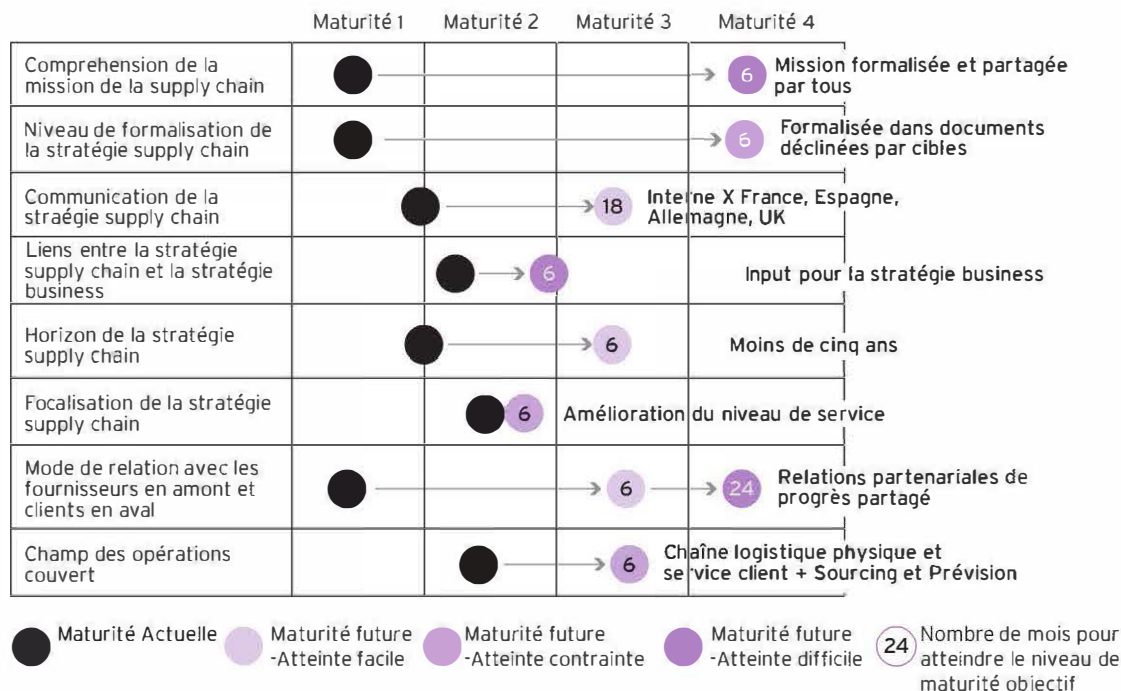 Maturité 1 Maturité 2 Maturité 3 Maturité 4
Comprehension de la
mission de la supply chain
6
Mission formalisée et partagée
par tous
Niveau de formalisation de
la stratégie supply chain
6
Formalisée dans documents
déclinées par cibles
Communication de la
straégie supply chain
18
Interne X France, Espagne,
Allemagne, UK
Liens entre la stratégie
supply chain et la stratégie
business
6
Input pour la stratégie business
Horizon de la stratégie
supply chain
6
Moins de cinq ans
Focalisation de la stratégie
supply chain
6
Amélioration du niveau de service
Mode de relation avec les
fournisseurs en amont et
clients en aval
6
24
Relations partenariales de
progrès partagé
Champ des opérations
couvert
6
Chaîne logistique physique et
service client + Sourcing et Prévision
Maturité Actuelle
Maturité future
-Atteinte facile
Maturité future
-Atteinte contrainte
Maturité future
-Atteinte difficile
24
Nombre de mois pour
atteindre le niveau de
maturité objectif